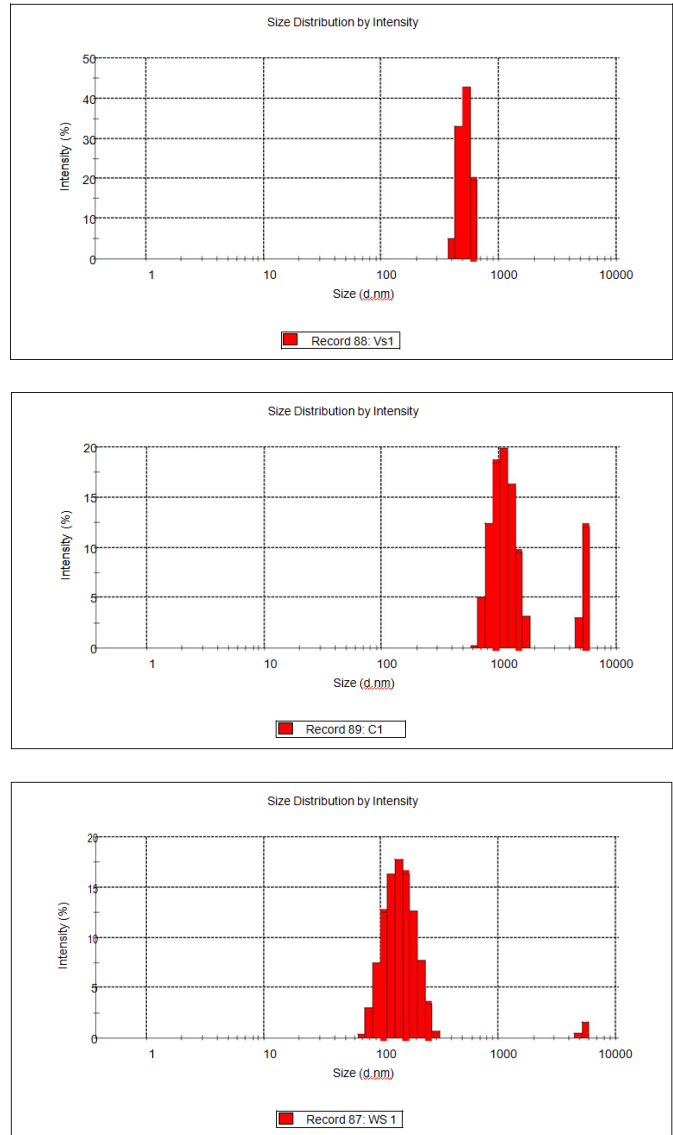 Size Distribution by Intensity
50
40
30
20
10
0
Intensity (%)
1 10 100 1000 10000
Size (d.nm)
Record 88: Vs1
Size Distribution by Intensity
20
15
10
5
0
Intensity (%)
1 10 100 1000 10000
Size (d.nm)
Record 89: C1
Size Distribution by Intensity
20
15
10
5
0
Intensity (%)
1 10 100 1000 10000
Size (d.nm)
Record 87: WS 1